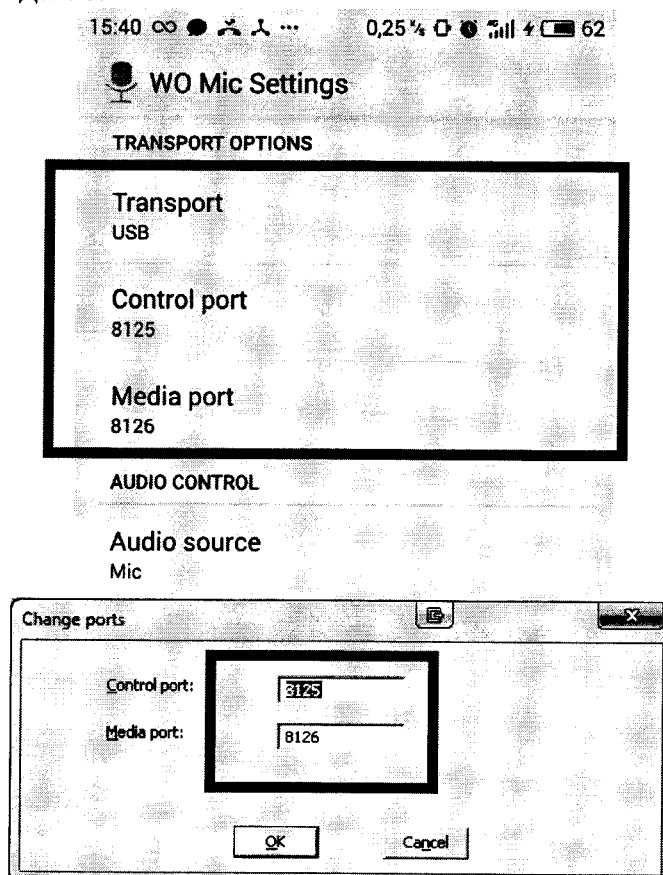 15:40 ... 0,25 ⁰/s 62
WO Mic Settings
TRANSPORT OPTIONS
Transport
USB
Control port
8125
Media port
8126
AUDIO CONTROL
Audio source
Mic
Change ports
Control port:
8125
Media port:
8126
OK
Cancel